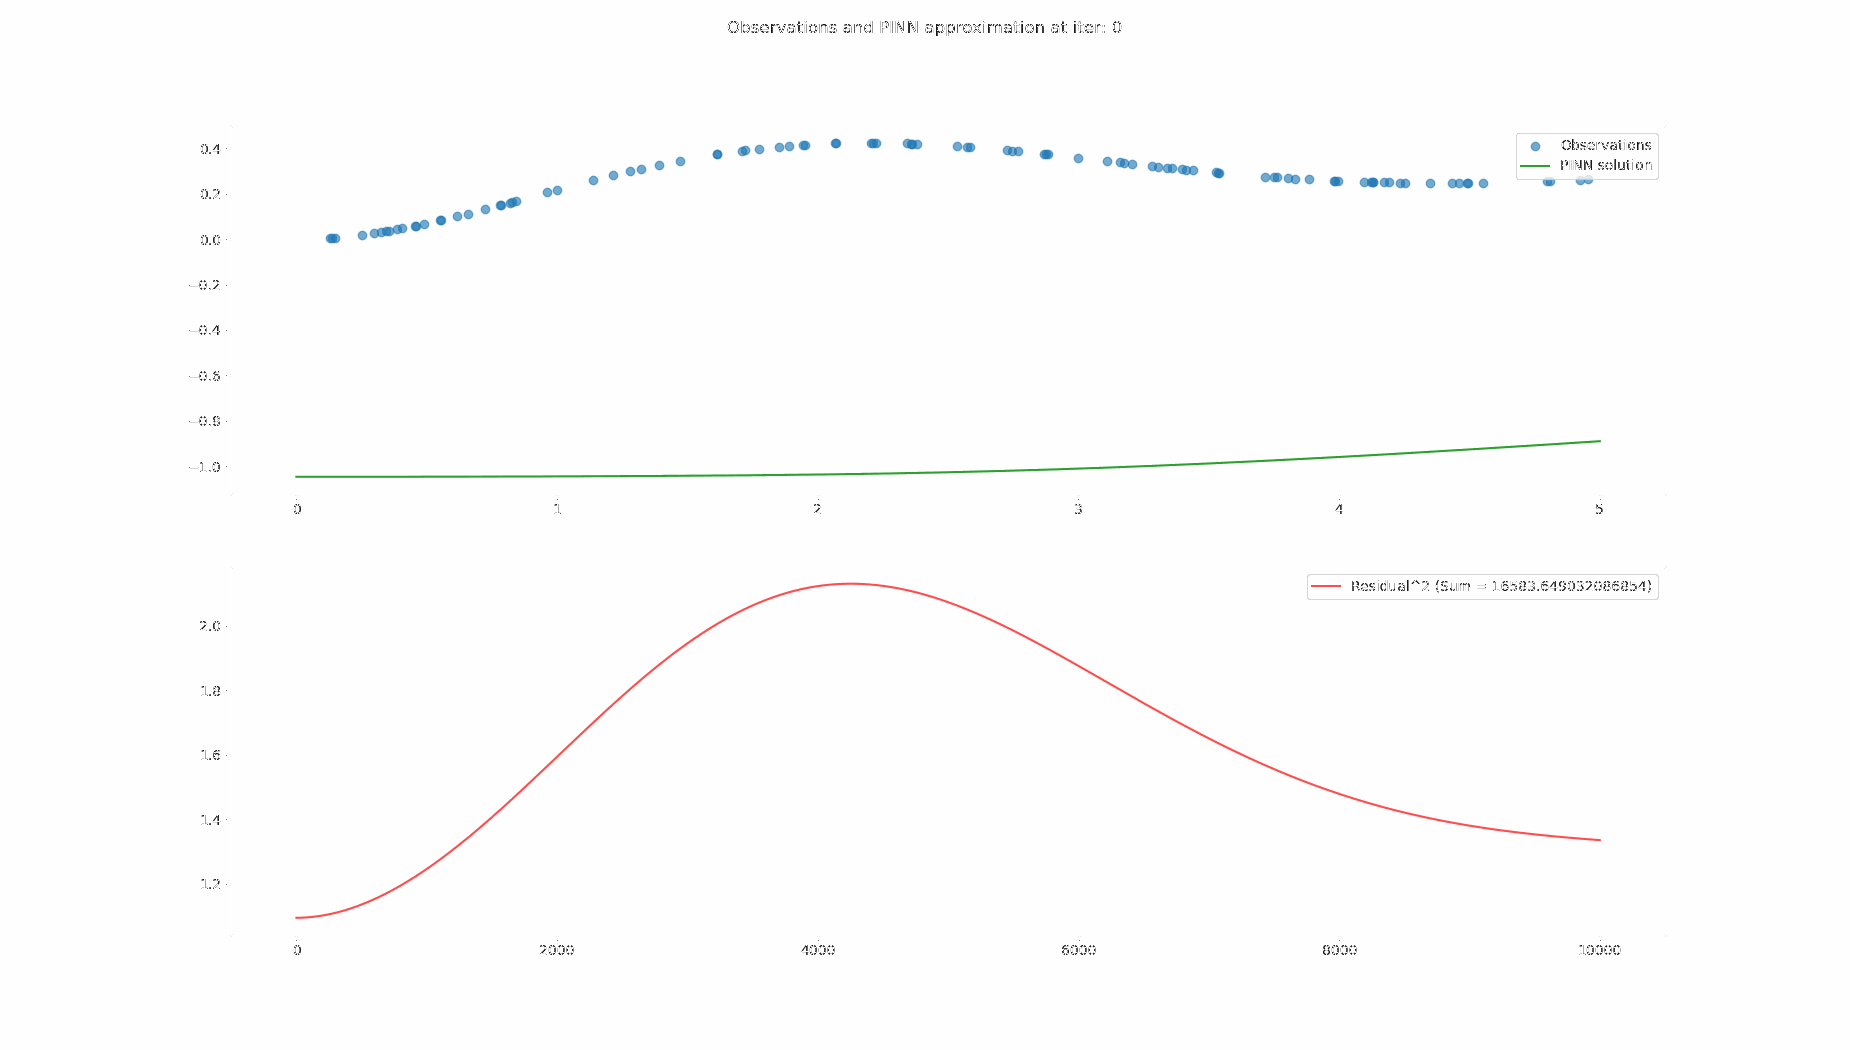 Observations and PINN approximation at iter: 0
0.4
0.2
0.0
−0.2
−0.4
−0.6
−0.8
−1.0
Observations
PINN solution
0 1 2 3 4 5
2.0
1.8
1.6
1.4
1.2
Residual^2 (Sum = 16583.649032086854)
0 2000 4000 6000 8000 10000